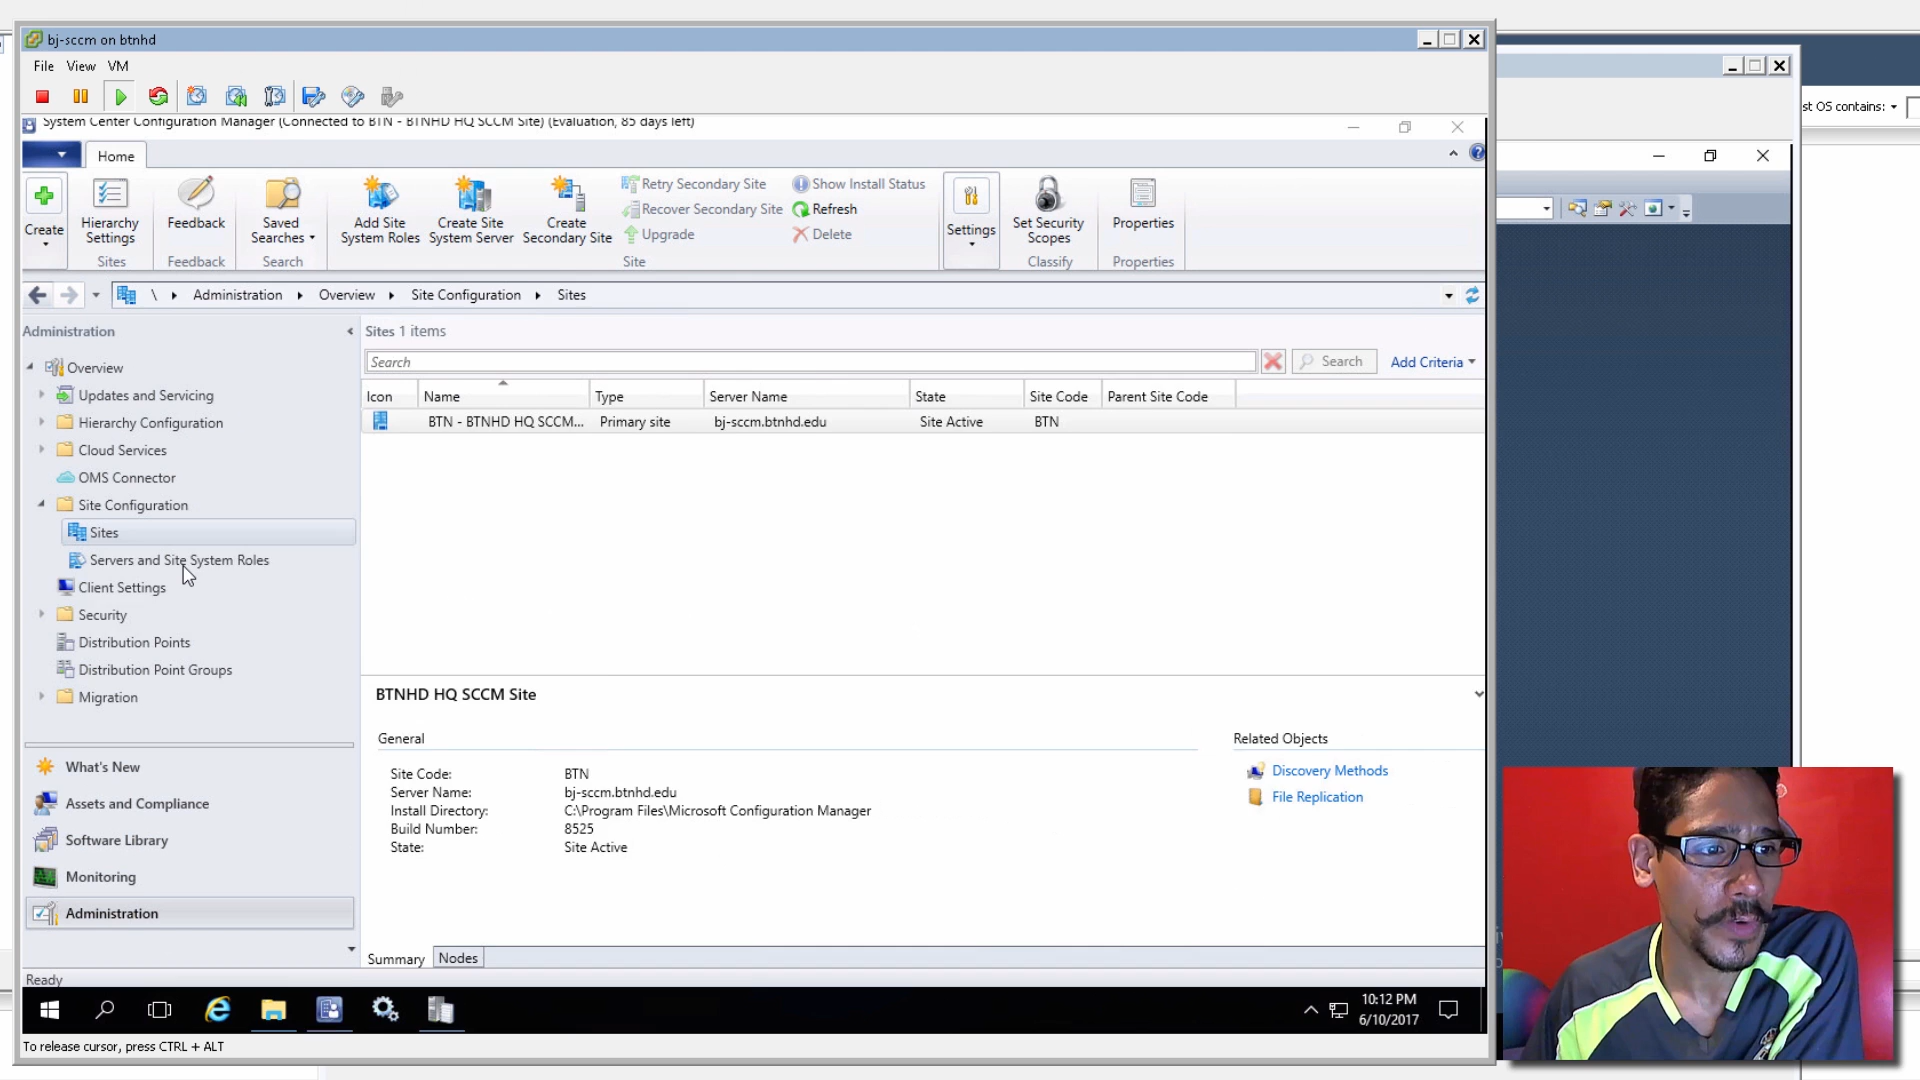 bj-sccm on btnhd
File View VM
st OS contains:
System Center Configuration Manager (Connected to BTN - BTNHD HQ SCCM Site) (Evaluation, 85 days left)
Home
Create
Hierarchy Settings
Sites
Feedback
Feedback
Saved Searches
Search
Add Site System Roles
Create Site System Server
Create Secondary Site
Retry Secondary Site
Recover Secondary Site
Upgrade
Show Install Status
Refresh
Delete
Site
Settings
Set Security Scopes
Classify
Properties
Properties
\ Administration Overview Site Configuration Sites
Administration
Overview
Updates and Servicing
Hierarchy Configuration
Cloud Services
OMS Connector
Site Configuration
Sites
Servers and Site System Roles
Client Settings
Security
Distribution Points
Distribution Point Groups
Migration
What's New
Assets and Compliance
Software Library
Monitoring
Administration
Sites 1 items
Search Search Add Criteria
Icon Name Type Server Name State Site Code Parent Site Code
BTN - BTNHD HQ SCCM... Primary site bj-sccm.btnhd.edu Site Active BTN
BTNHD HQ SCCM Site
General
Site Code: BTN
Server Name: bj-sccm.btnhd.edu
Install Directory: C:\Program Files\Microsoft Configuration Manager
Build Number: 8525
State: Site Active
Related Objects
Discovery Methods
File Replication
Summary Nodes
Ready
10:12 PM
6/10/2017
To release cursor, press CTRL + ALT